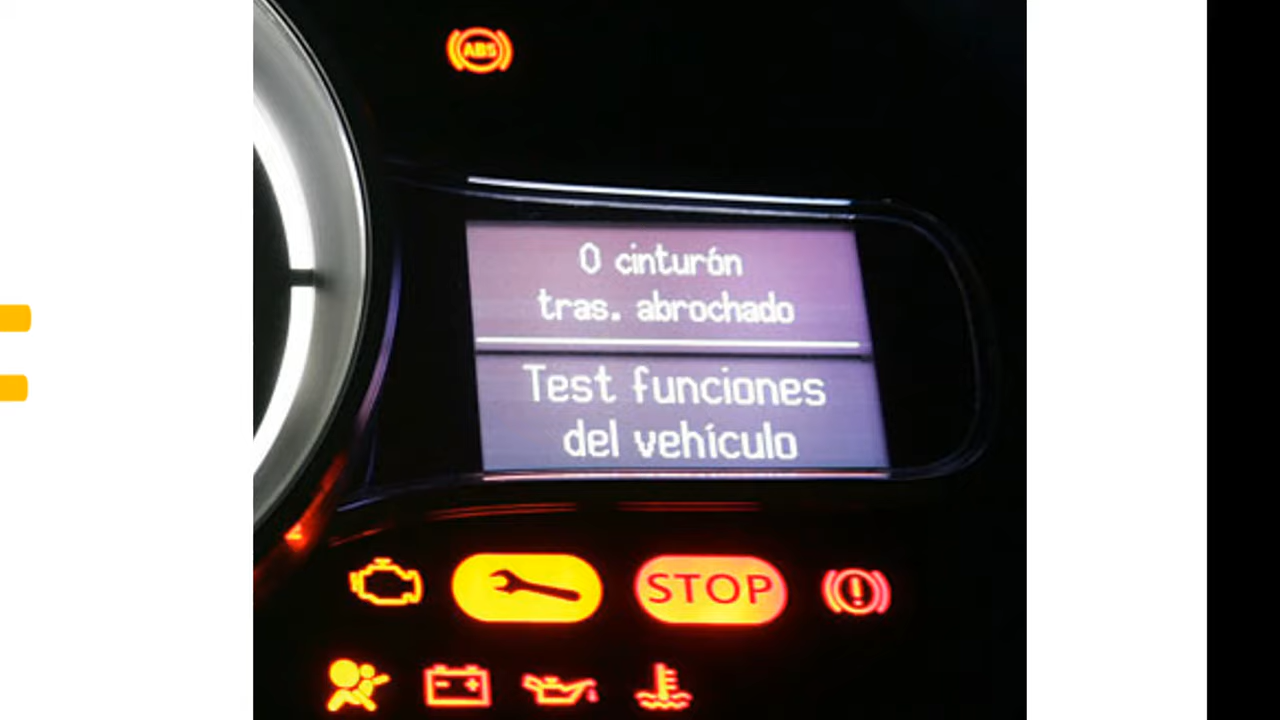 ABS
0 cinturón
tras. abrochado
Test funciones
del vehículo
STOP